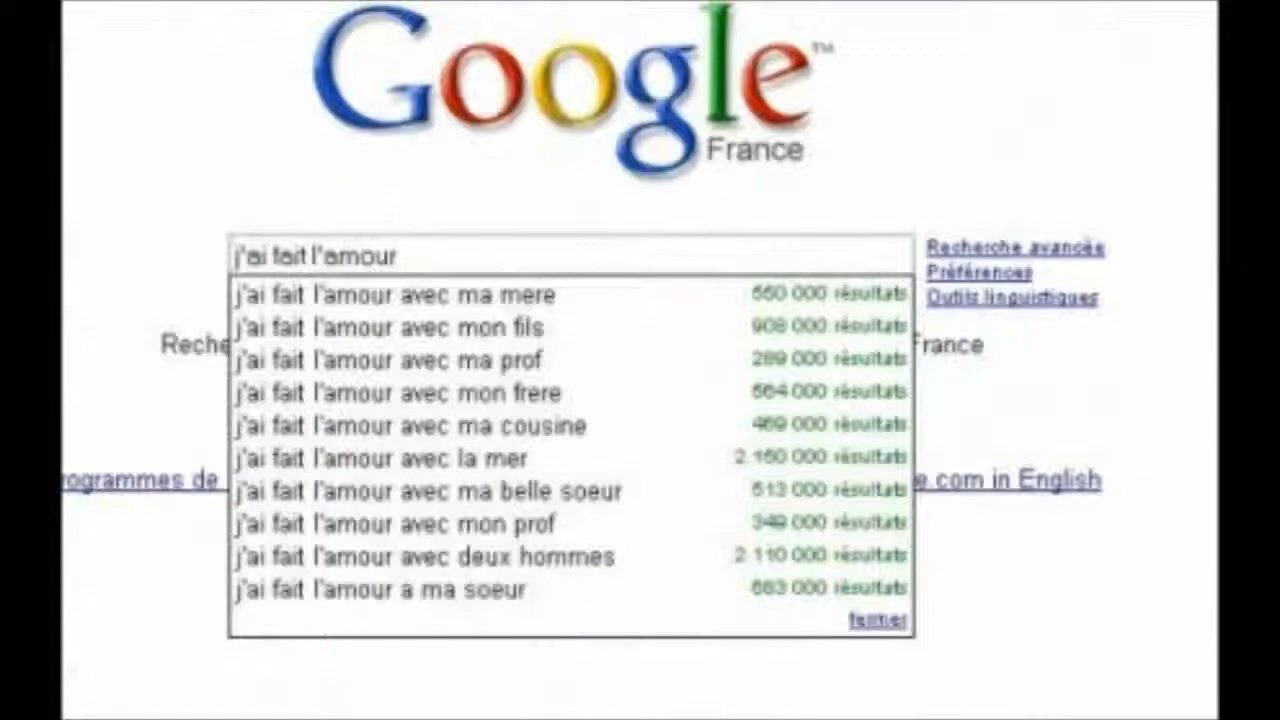 Google™
France
j'ai fait l'amour
Recherche avancée
Préférences
Outils linguistiques
j'ai fait l'amour avec ma mere 550 000 résultats
j'ai fait l'amour avec mon fils 908 000 résultats
j'ai fait l'amour avec ma prof 289 000 résultats
Reche
France
j'ai fait l'amour avec mon frere 564 000 résultats
j'ai fait l'amour avec ma cousine 469 000 résultats
j'ai fait l'amour avec la mer 2 160 000 résultats
rogrammes de
e.com in English
j'ai fait l'amour avec ma belle soeur 513 000 résultats
j'ai fait l'amour avec mon prof 349 000 résultats
j'ai fait l'amour avec deux hommes 2 110 000 résultats
j'ai fait l'amour a ma soeur 683 000 résultats
fermer